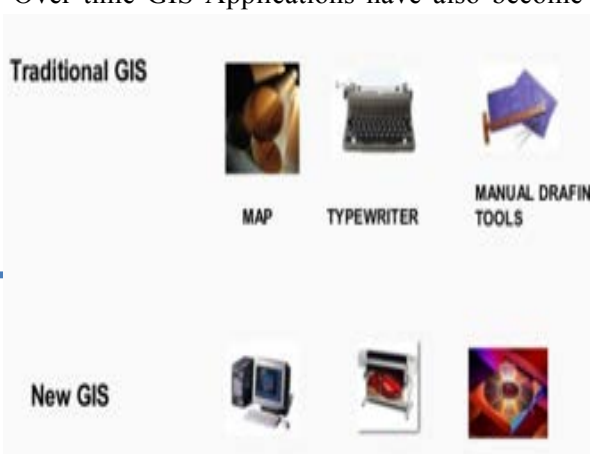 Over time GIS Applications have also become
Traditional GIS
MAP TYPEWRITER MANUAL DRAFIN
TOOLS
New GIS